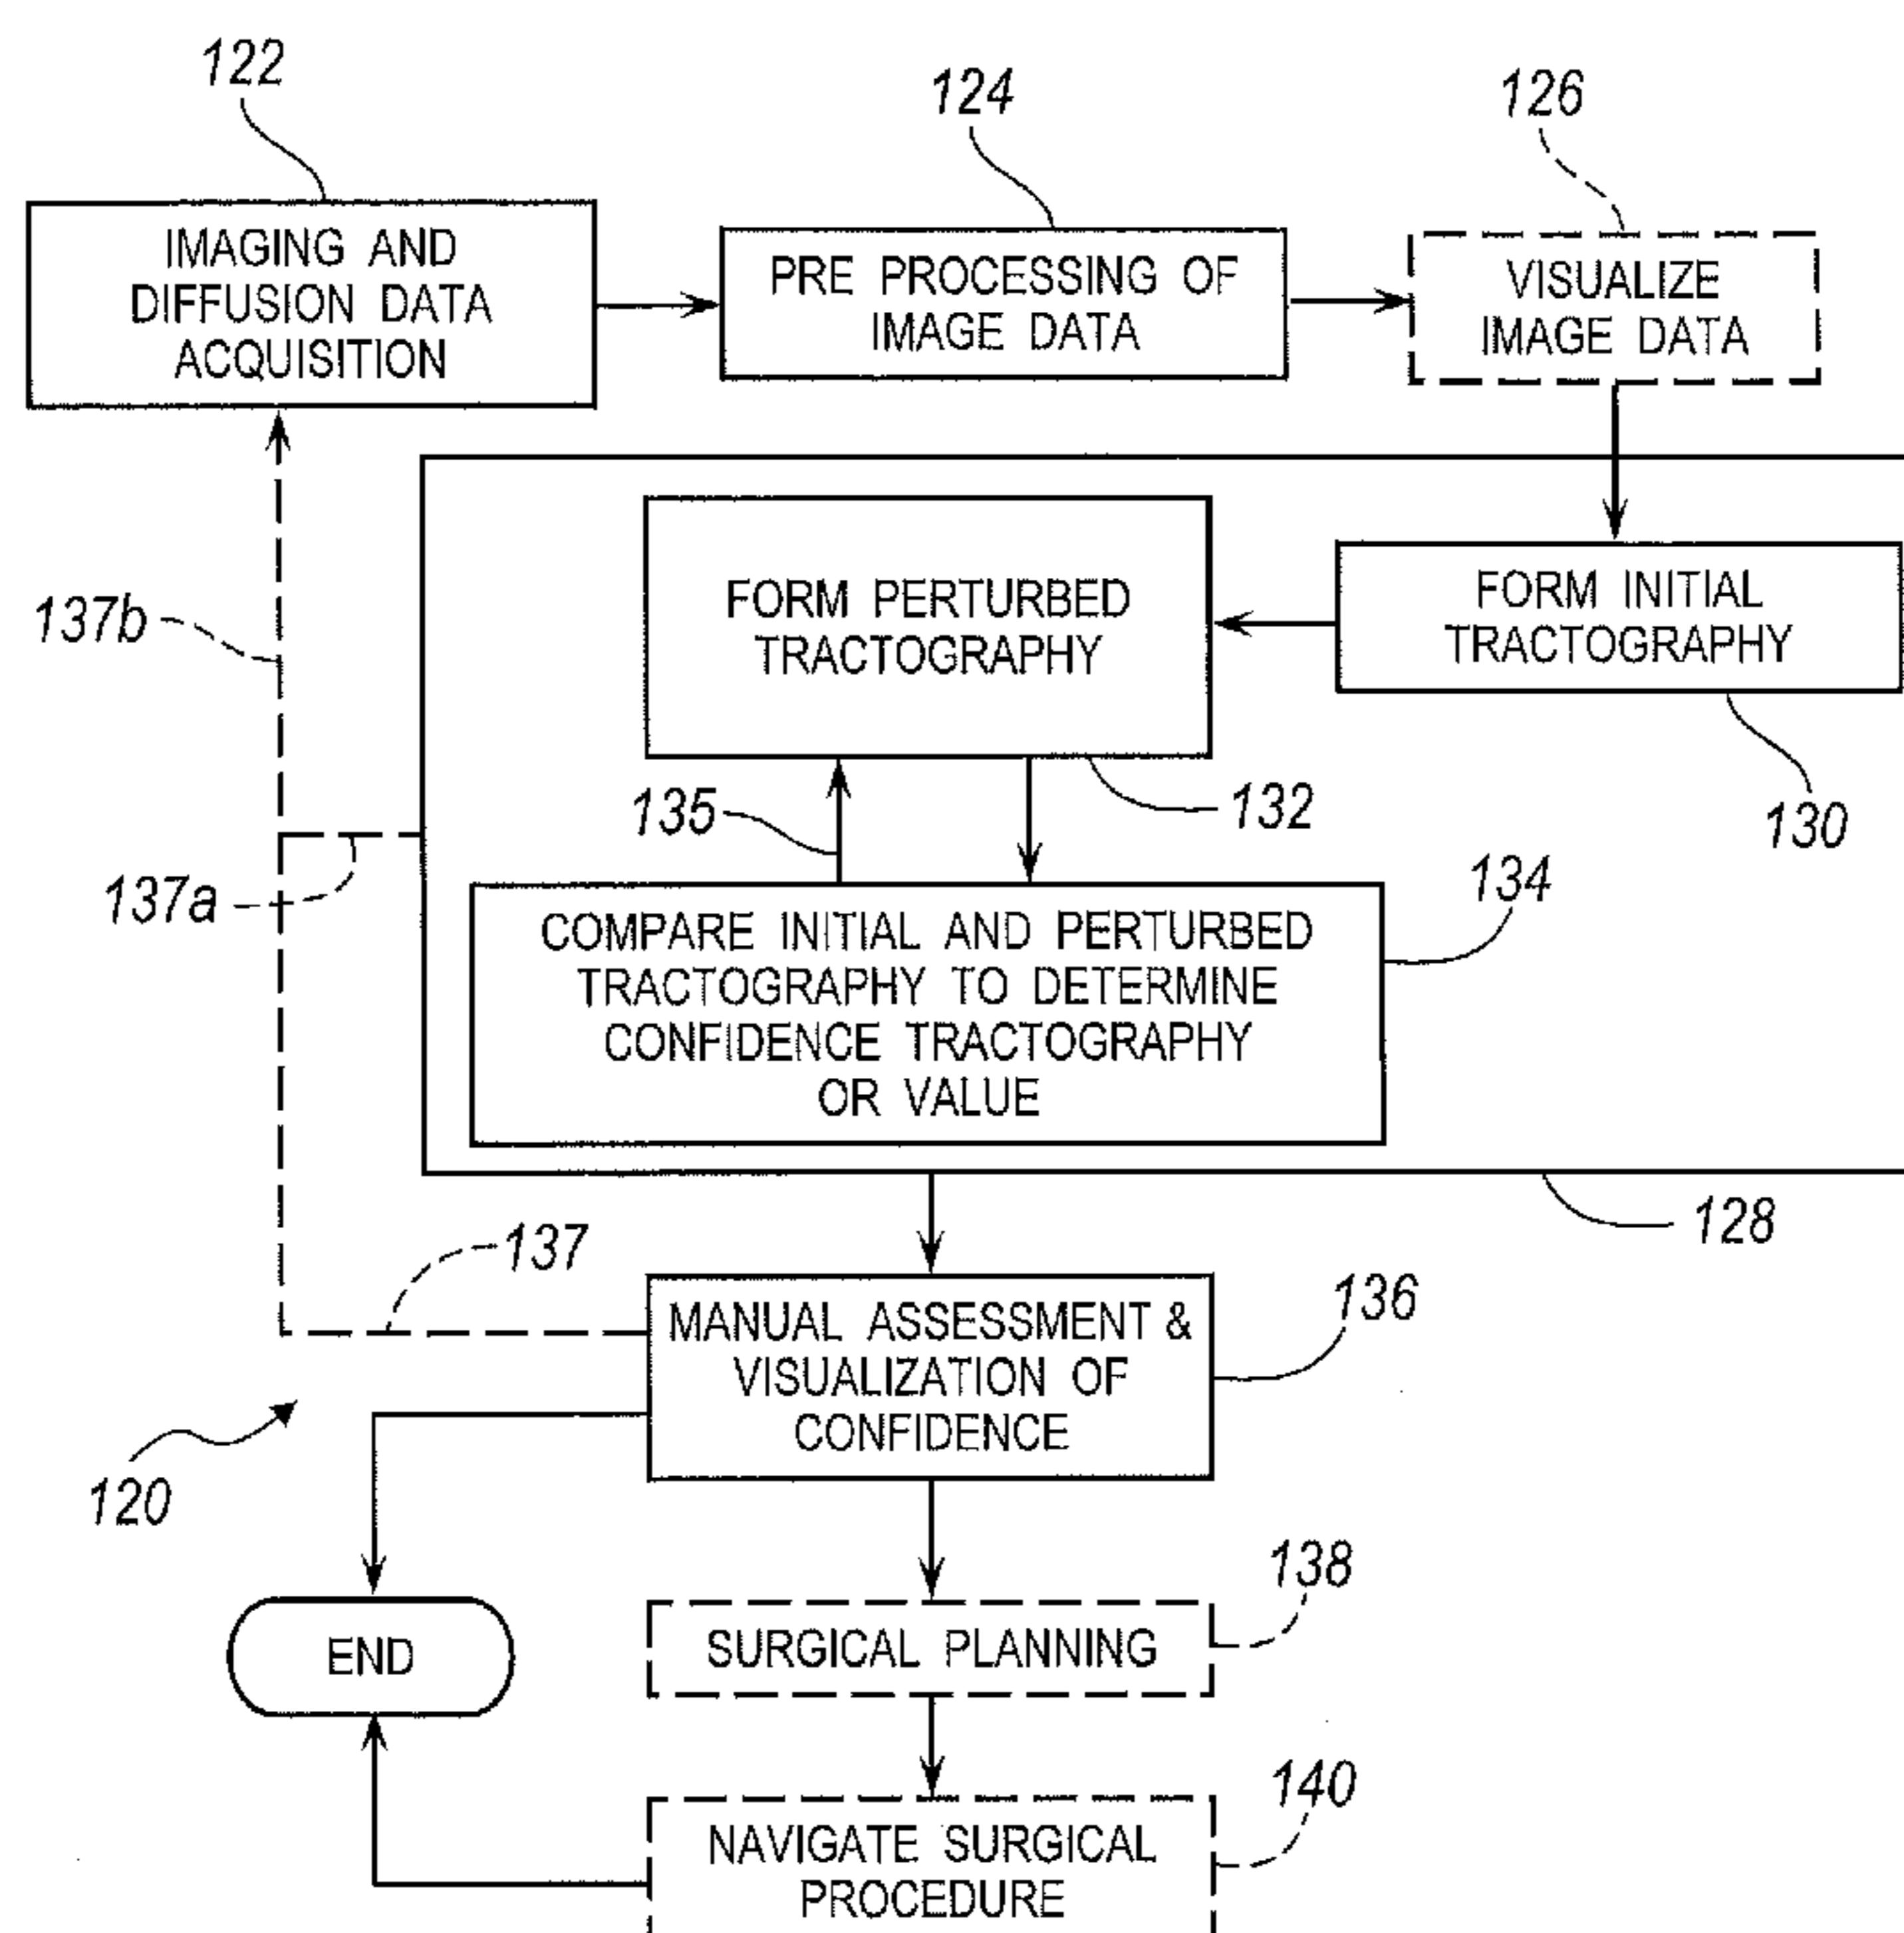 122
124
126
IMAGING AND
DIFFUSION DATA
ACQUISITION
PRE PROCESSING OF
IMAGE DATA
VISUALIZE
IMAGE DATA
FORM PERTURBED
TRACTOGRAPHY
FORM INITIAL
TRACTOGRAPHY
137b
135
132
130
137a
134
COMPARE INITIAL AND PERTURBED
TRACTOGRAPHY TO DETERMINE
CONFIDENCE TRACTOGRAPHY
OR VALUE
128
137
136
MANUAL ASSESSMENT &
VISUALIZATION OF
CONFIDENCE
120
138
END
SURGICAL PLANNING
140
NAVIGATE SURGICAL
PROCEDURE